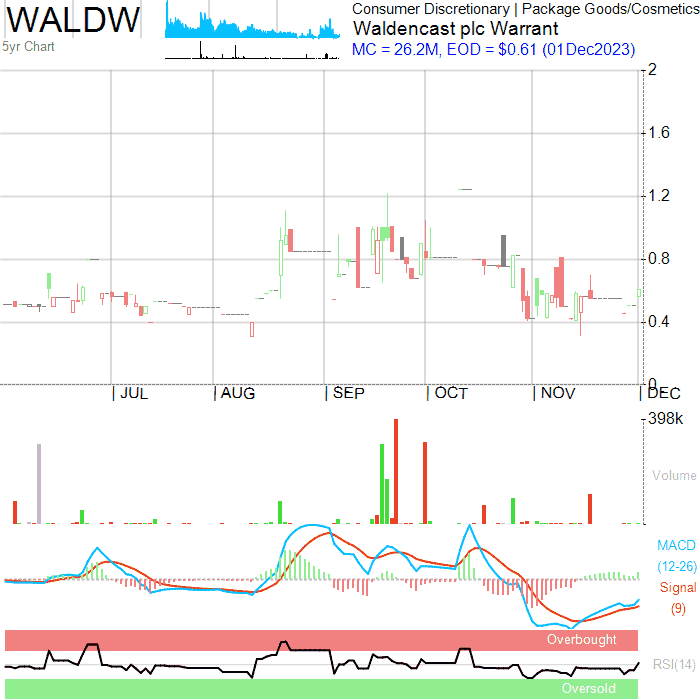 WALDW
5yr Chart
Consumer Discretionary | Package Goods/Cosmetics
Waldencast plc Warrant
MC = 26.2M, EOD = $0.61 (01Dec2023)
2
1.6
1.2
0.8
0.4
0
| JUL | AUG | SEP | OCT | NOV | DEC
398k
Volume
MACD
(12-26)
Signal
(9)
Overbought
RSI(14)
Oversold